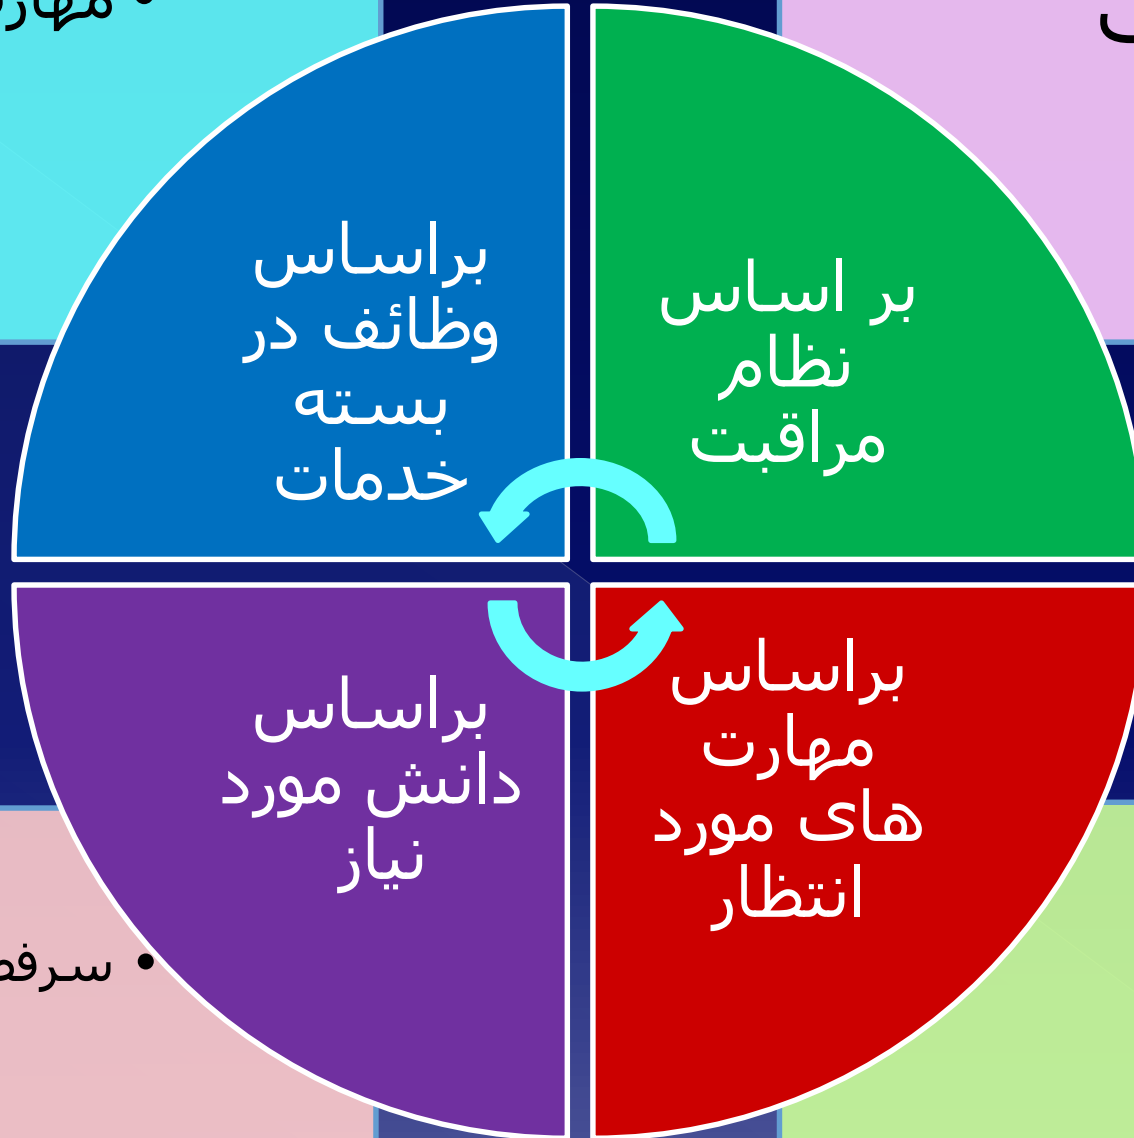 بر اساس
نظام
مراقبت
براساس
وظائف در
بسته
خدمات
براساس
مهارت
های مورد
انتظار
براساس
دانش مورد
نیاز